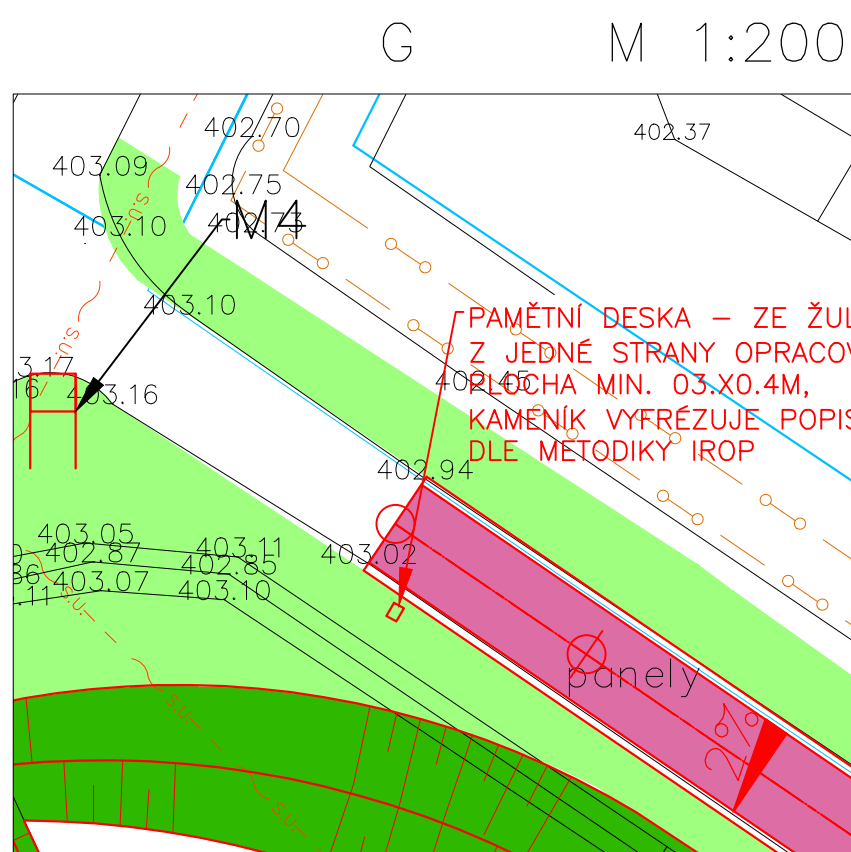 G M 1:200
402.70
402.37
403.09
402.75
S.U.
403.10
M4
403.10
PAMĚTNÍ DESKA – ZE
S.U.
Z JEDNÉ STRANY
403.16
402.45
PLOCHA MIN. 03.X0.4M,
KAMENÍK VYFRÉZUJE POPIS
DLE METODIKY IROP
402.94
403.05
403.11
402.87
403.02
402.85
403.07
403.10
S.U.
panely
S.U.
2%
S.U.